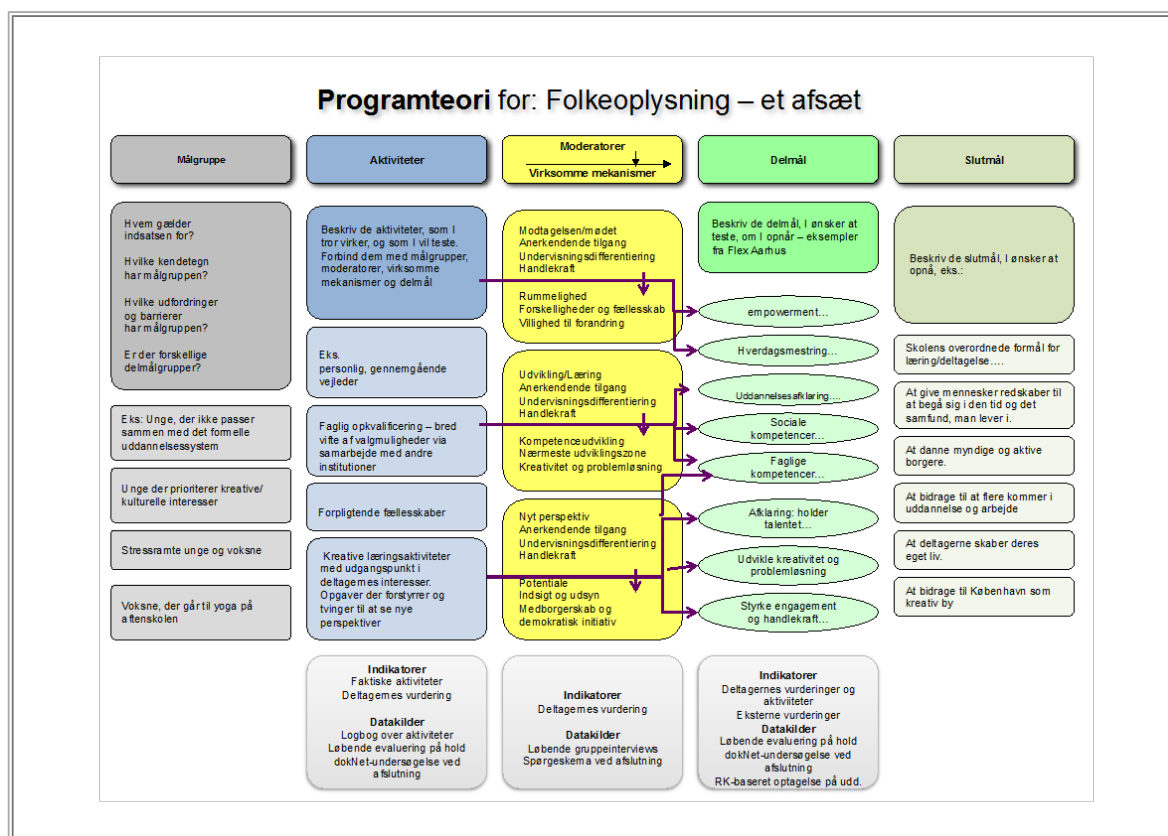 Programteori for: Folkeoplysning – et afsæt
Målgruppe
Hvem gælder
indsatsen for?
Hvilke kendetegn
har målgruppen?
Hvilke udfordringer
og barrierer
har målgruppen?
Er der forskellige
delmålgrupper?
Eks: Unge, der ikke passer
sammen med det formelle
uddannelsessystem
Unge der prioriterer kreative/
kulturelle interesser
Stressramte unge og voksne
Voksne, der går til yoga på
aftenskolen
Aktiviteter
Beskriv de aktiviteter, som I
tror virker, og som I vil teste.
Forbind dem med målgrupper,
moderatorer, virksomme
mekanismer og delmål
Eks.
personlig, gennemgående
vejleder
Faglig opkvalificering – bred
vifte af valgmuligheder via
samarbejde med andre
institutioner
Forpligtende fællesskaber
Kreative læringsaktiviteter
med udgangspunkt i
deltagernes interesser.
Opgaver der forstyrrer og
tvinger til at se nye
perspektiver
Indikatorer
Faktiske aktiviteter
Deltagernes vurdering
Datakilder
Logbog over aktiviteter
Løbende evaluering på hold
dokNet-undersøgelse ved
afslutning
Moderatorer
Virksomme mekanismer
Modtagelsen/mødet
Anerkendende tilgang
Undervisningsdifferentiering
Handlekraft
Rummelighed
Forskelligheder og fællesskab
Villighed til forandring
Udvikling/Læring
Anerkendende tilgang
Undervisningsdifferentiering
Handlekraft
Kompetenceudvikling
Nærmeste udviklingszone
Kreativitet og problemløsning
Nyt perspektiv
Anerkendende tilgang
Undervisningsdifferentiering
Handlekraft
Potentiale
Indsigt og udsyn
Medborgerskab og
demokratisk initiativ
Indikatorer
Deltagernes vurdering
Datakilder
Løbende gruppeinterviews
Spørgeskema ved afslutning
Delmål
Beskriv de delmål, I ønsker at
teste, om I opnår – eksempler
fra Flex Aarhus
empowerment…
Hverdagsmestring…
Uddannelsesafklaring….
Sociale
kompetencer…
Faglige
kompetencer…
Afklaring: holder
talentet…
Udvikle kreativitet og
problemløsning
Styrke engagement
og handlekraft…
Indikatorer
Deltagernes vurderinger og
aktiviiteter
Eksterne vurderinger
Datakilder
Løbende evaluering på hold
dokNet-undersøgelse ved
afslutning
RK-baseret optagelse på udd.
Slutmål
Beskriv de slutmål, I ønsker at
opnå, eks.:
Skolens overordnede formål for
læring/deltagelse….
At give mennesker redskaber til
at begå sig i den tid og det
samfund, man lever i.
At danne myndige og aktive
borgere.
At bidrage til at flere kommer i
uddannelse og arbejde
At deltagerne skaber deres
eget liv.
At bidrage til København som
kreativ by